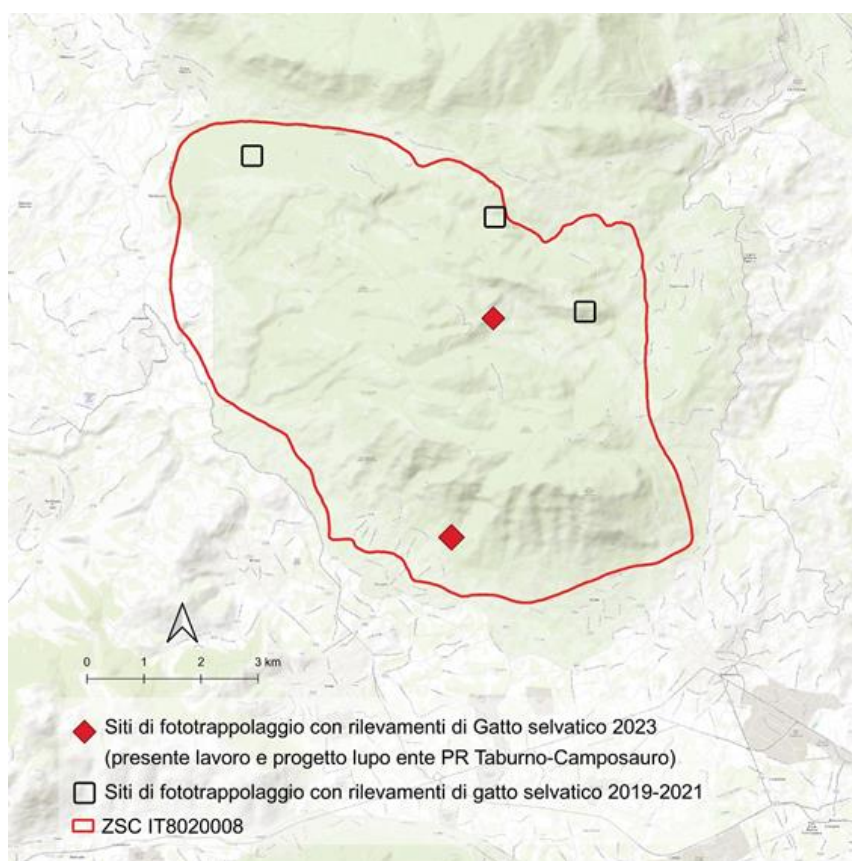 0 1 2 3 km
Siti di fototrappolaggio con rilevamenti di Gatto selvatico 2023
(presente lavoro e progetto lupo ente PR Taburno-Camposauro)
Siti di fototrappolaggio con rilevamenti di gatto selvatico 2019-2021
ZSC IT8020008